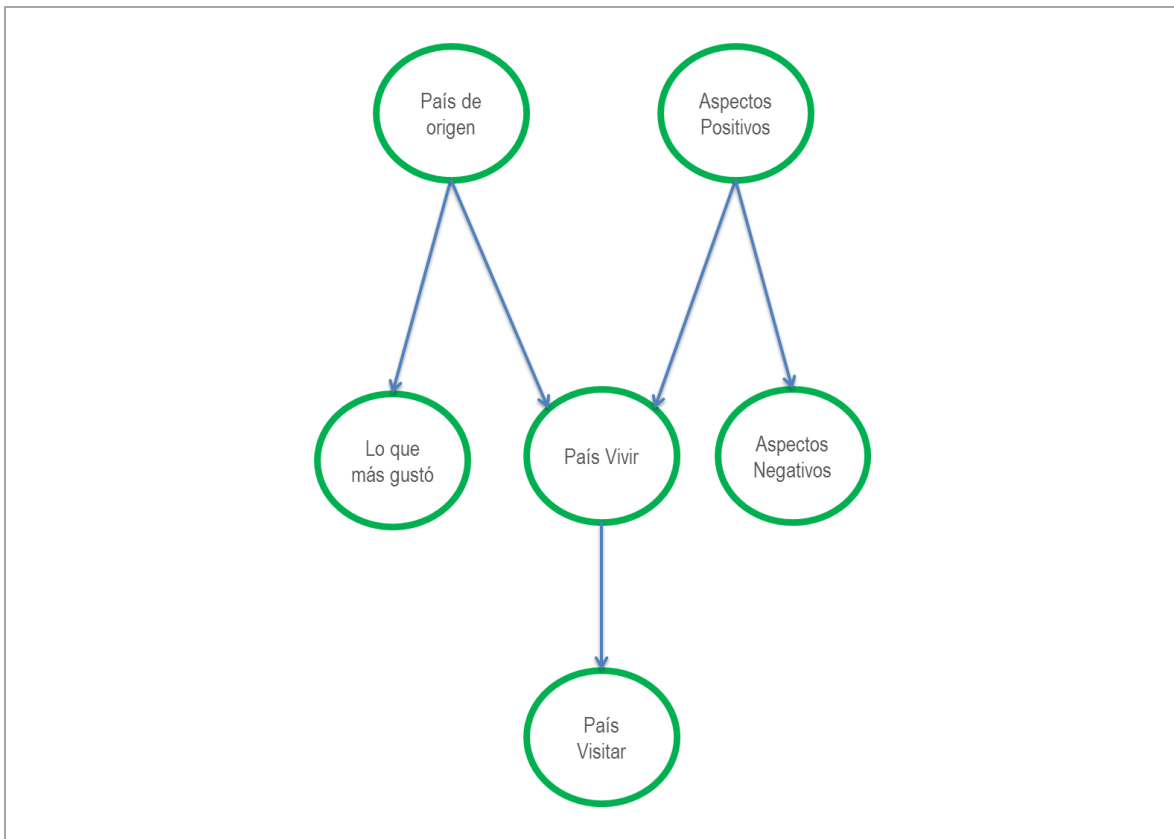 País de
origen
Aspectos
Positivos
Lo que
más gustó
País Vivir
Aspectos
Negativos
País
Visitar